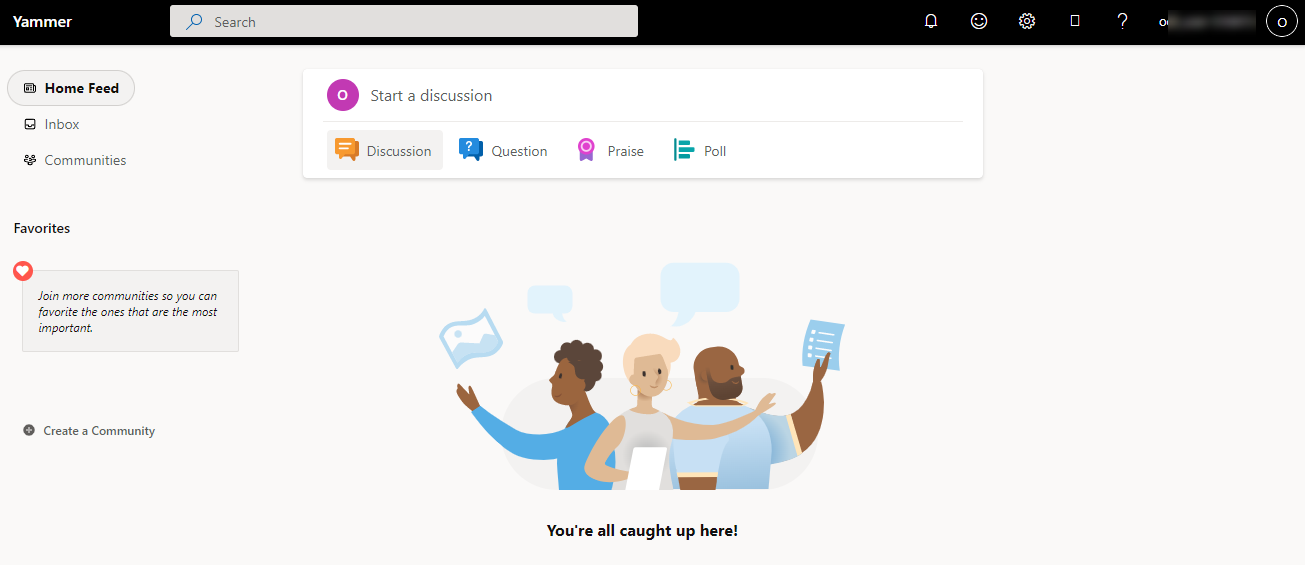 Yammer
Search
?
O
Home Feed
Inbox
Communities
O
Start a discussion
Discussion
Question
Praise
Poll
Favorites
Join more communities so you can
favorite the ones that are the most
important.
Create a Community
You're all caught up here!